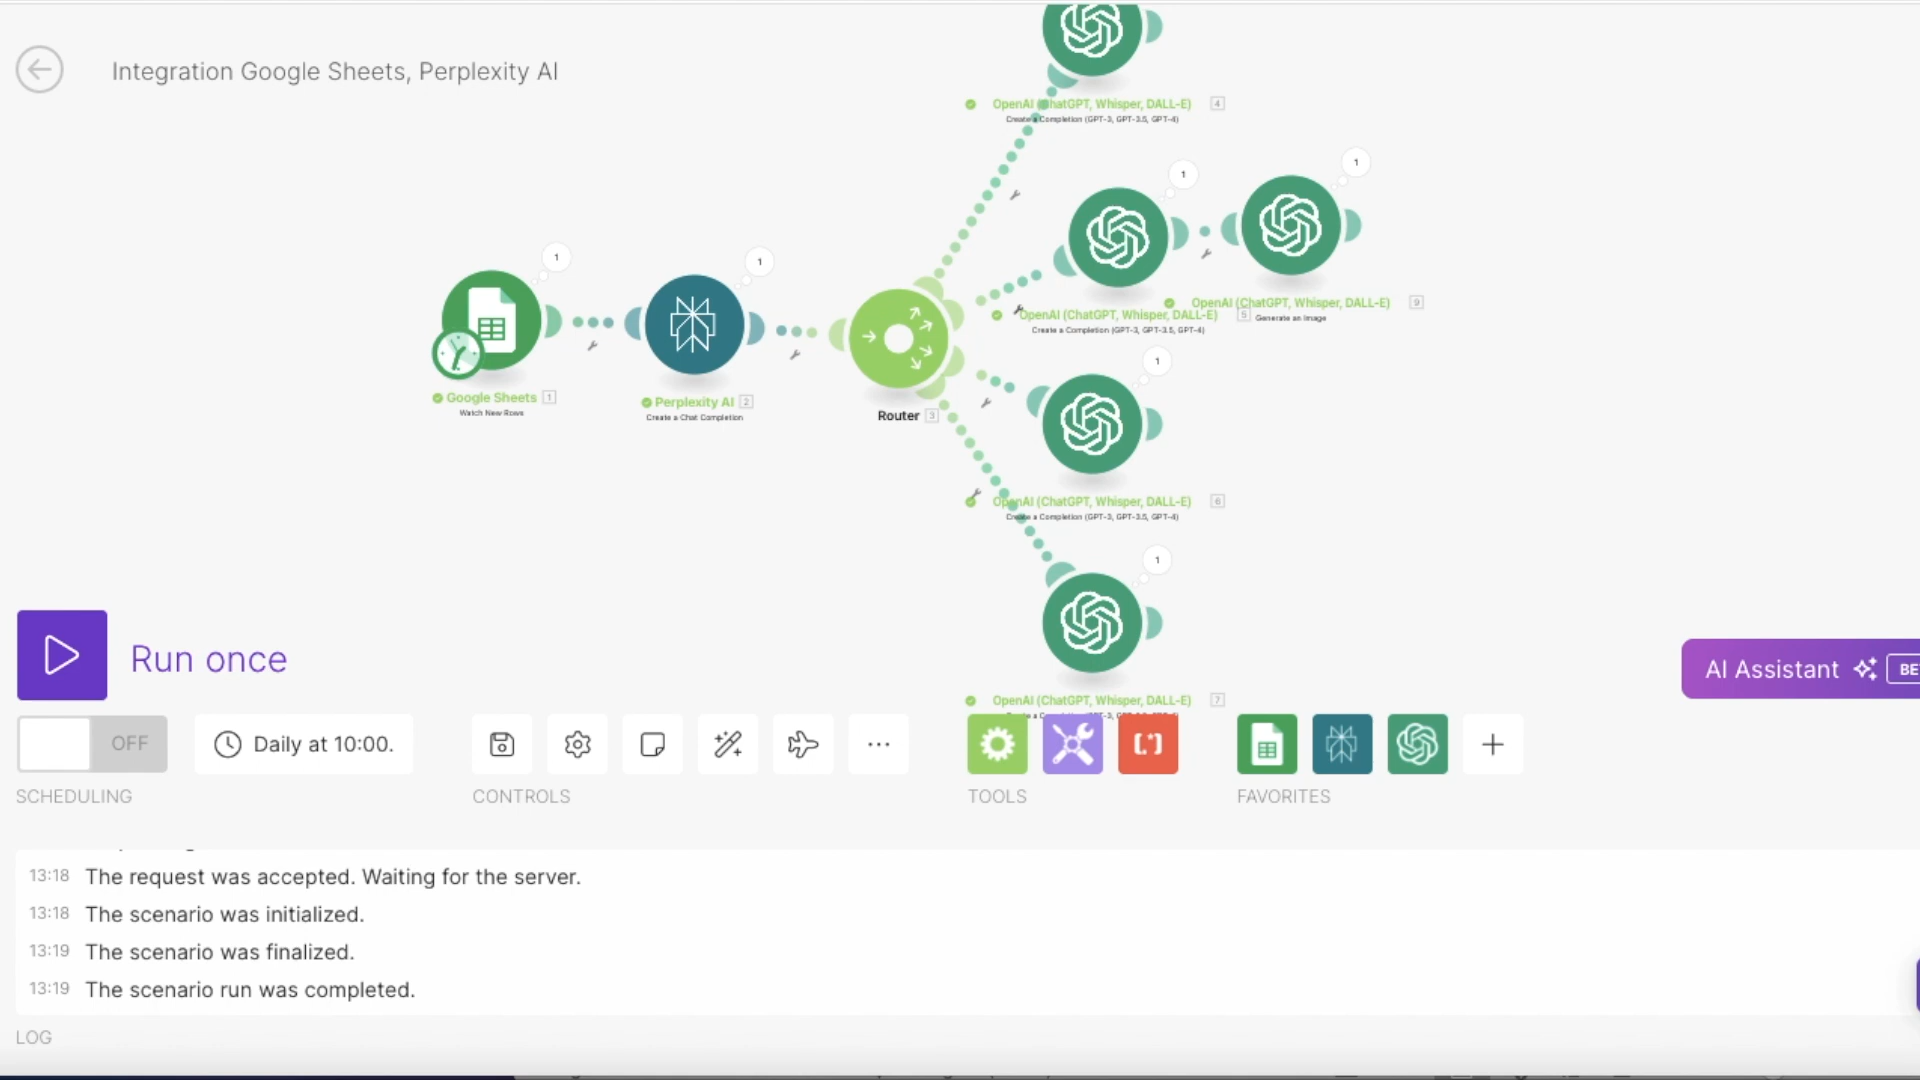 Integration Google Sheets, Perplexity AI
OpenAI (ChatGPT, Whisper, DALL-E) 4
Create a Completion (GPT-3, GPT-3.5, GPT-4)
1
1
OpenAI (ChatGPT, Whisper, DALL-E) 9
Generate an Image
OpenAI (ChatGPT, Whisper, DALL-E) 5
Create a Completion (GPT-3, GPT-3.5, GPT-4)
1
1
Google Sheets 1
Watch New Rows
Perplexity AI 2
Create a Chat Completion
Router 3
1
OpenAI (ChatGPT, Whisper, DALL-E) 6
Create a Completion (GPT-3, GPT-3.5, GPT-4)
1
OpenAI (ChatGPT, Whisper, DALL-E) 7
Run once
AI Assistant
OFF
Daily at 10:00.
SCHEDULING
CONTROLS
TOOLS
FAVORITES
13:18 The request was accepted. Waiting for the server.
13:18 The scenario was initialized.
13:19 The scenario was finalized.
13:19 The scenario run was completed.
LOG